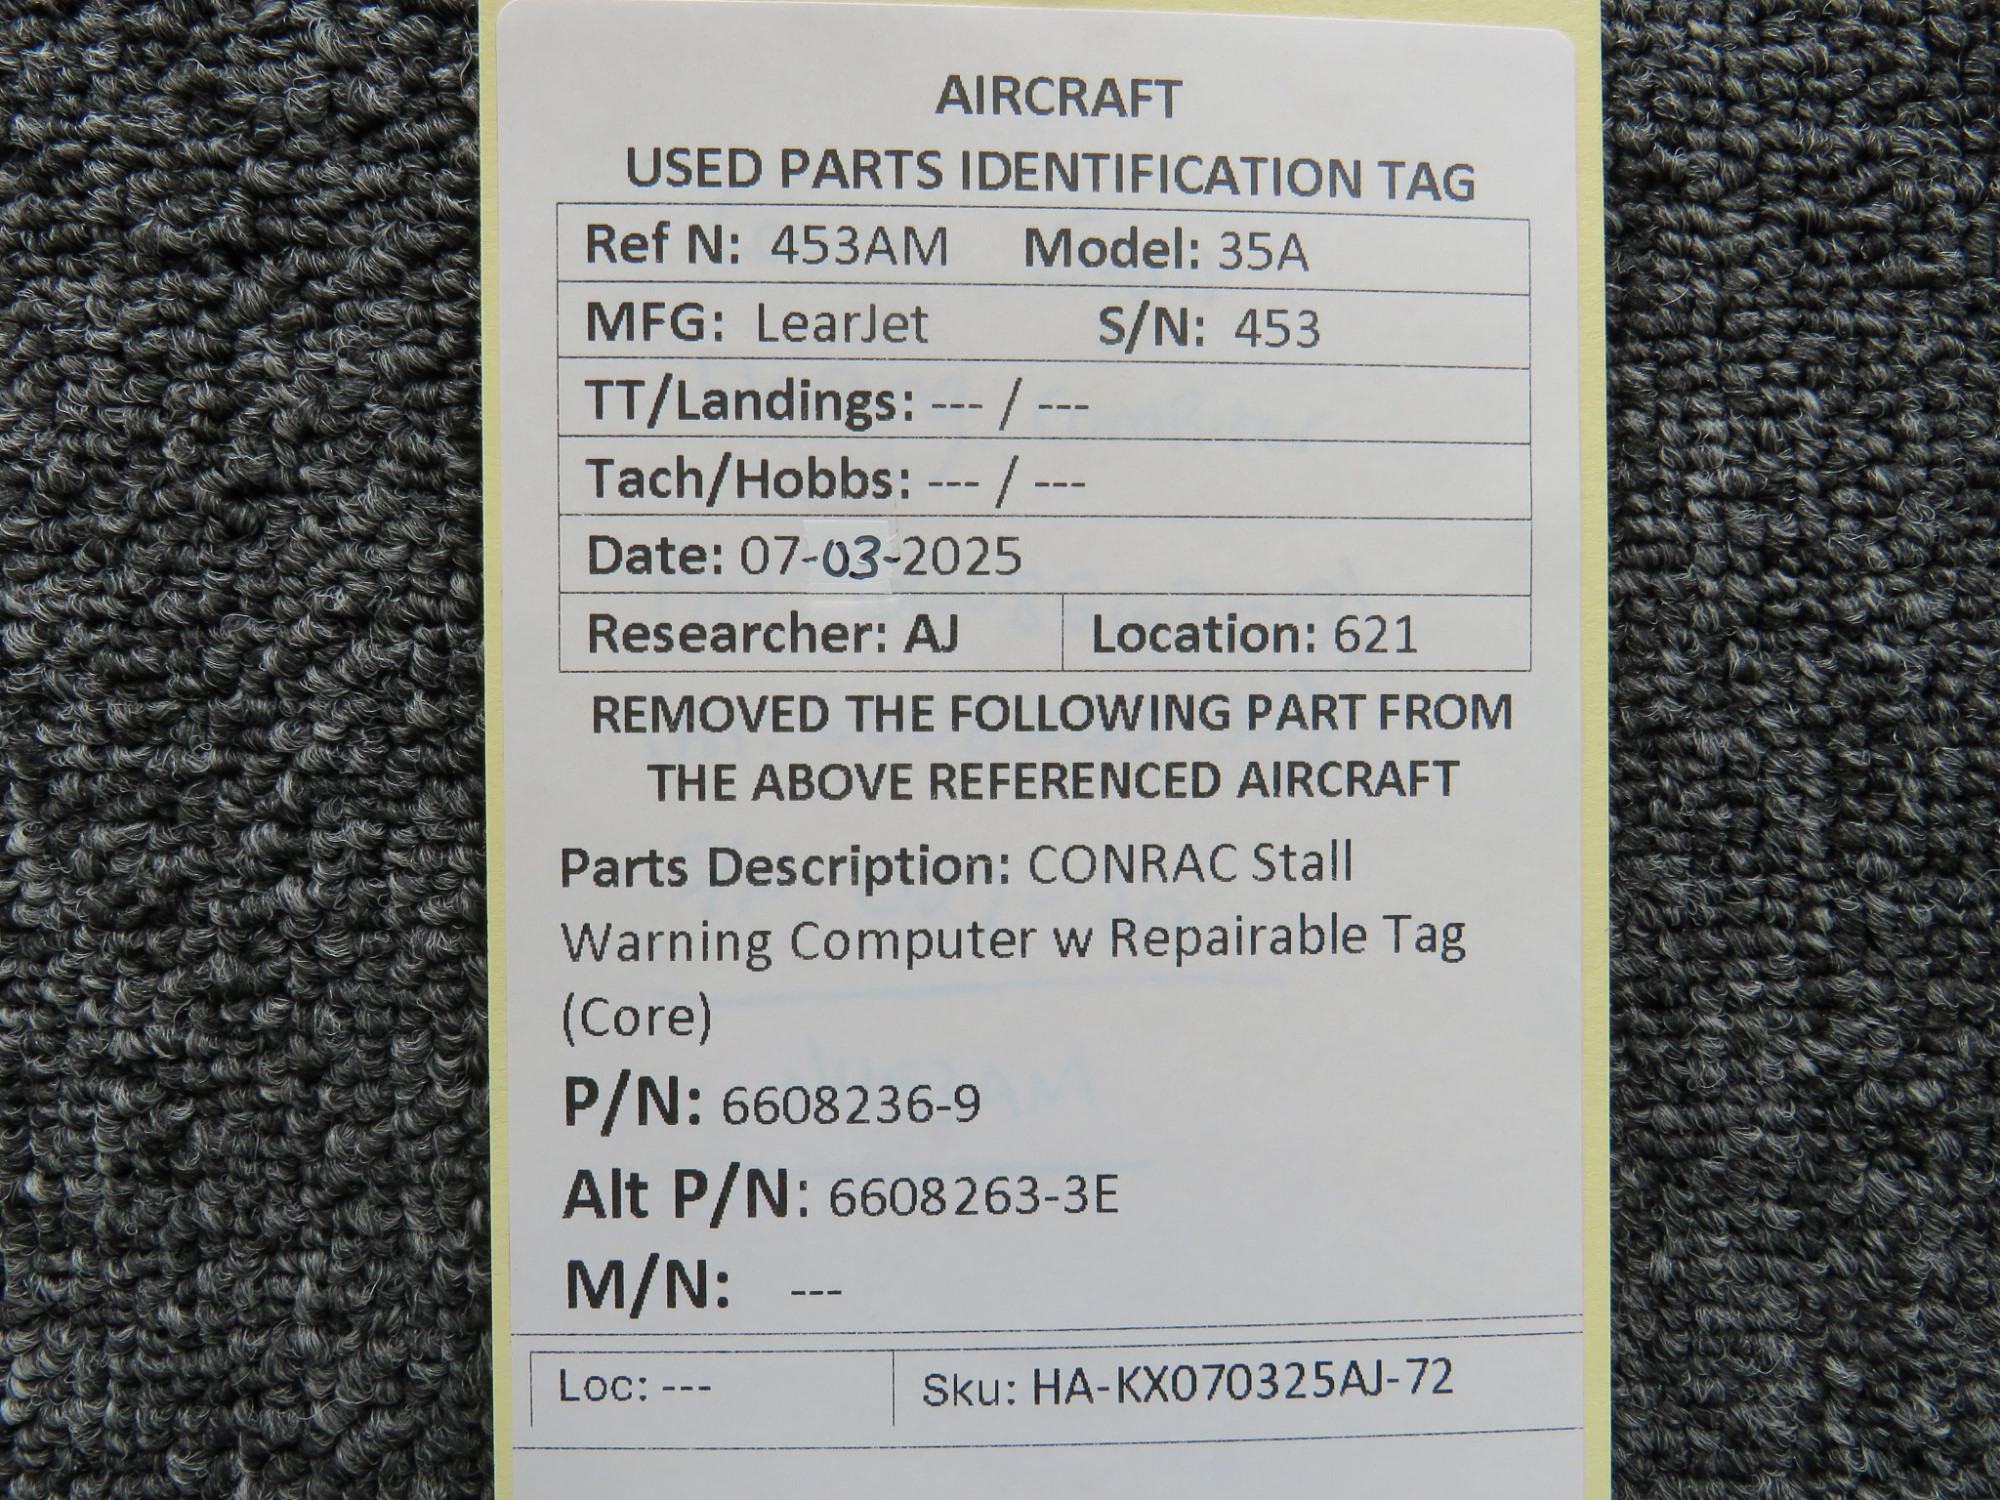 AIRCRAFT
USED PARTS IDENTIFICATION TAG
Ref N: 453AM Model: 35A
MFG: LearJet S/N: 453
TT/Landings: --- / ---
Tach/Hobbs: --- / ---
Date: 07-03-2025
Researcher: AJ Location: 621
REMOVED THE FOLLOWING PART FROM
THE ABOVE REFERENCED AIRCRAFT
Parts Description: CONRAC Stall
Warning Computer w Repairable Tag
(Core)
P/N: 6608236-9
Alt P/N: 6608263-3E
M/N: ---
Loc: --- Sku: HA-KX070325AJ-72